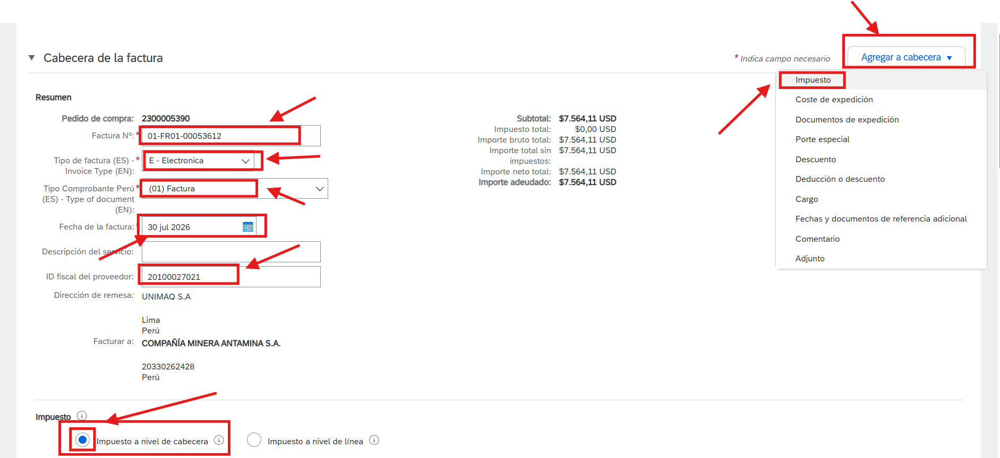 Cabecera de la factura
* Indica campo necesario
Agregar a cabecera
Impuesto
Coste de expedición
Documentos de expedición
Porte especial
Descuento
Deducción o descuento
Cargo
Fechas y documentos de referencia adicional
Comentario
Adjunto
Resumen
Pedido de compra: 2300005390
Factura Nº:* 01-FR01-00053612
Tipo de factura (ES) -* E - Electronica
Invoice Type (EN):
Tipo Comprobante Perú* (01) Factura
(ES) - Type of document
(EN):
Fecha de la factura:* 30 jul 2026
Descripción del servicio:
ID fiscal del proveedor: 20100027021
Dirección de remesa: UNIMAQ S.A
Lima
Perú
Facturar a: COMPAÑÍA MINERA ANTAMINA S.A.
20330262428
Perú
Subtotal: $7.564,11 USD
Impuesto total: $0,00 USD
Importe bruto total: $7.564,11 USD
Importe total sin $7.564,11 USD
impuestos:
Importe neto total: $7.564,11 USD
Importe adeudado: $7.564,11 USD
Impuesto i
Impuesto a nivel de cabecera i
Impuesto a nivel de línea i